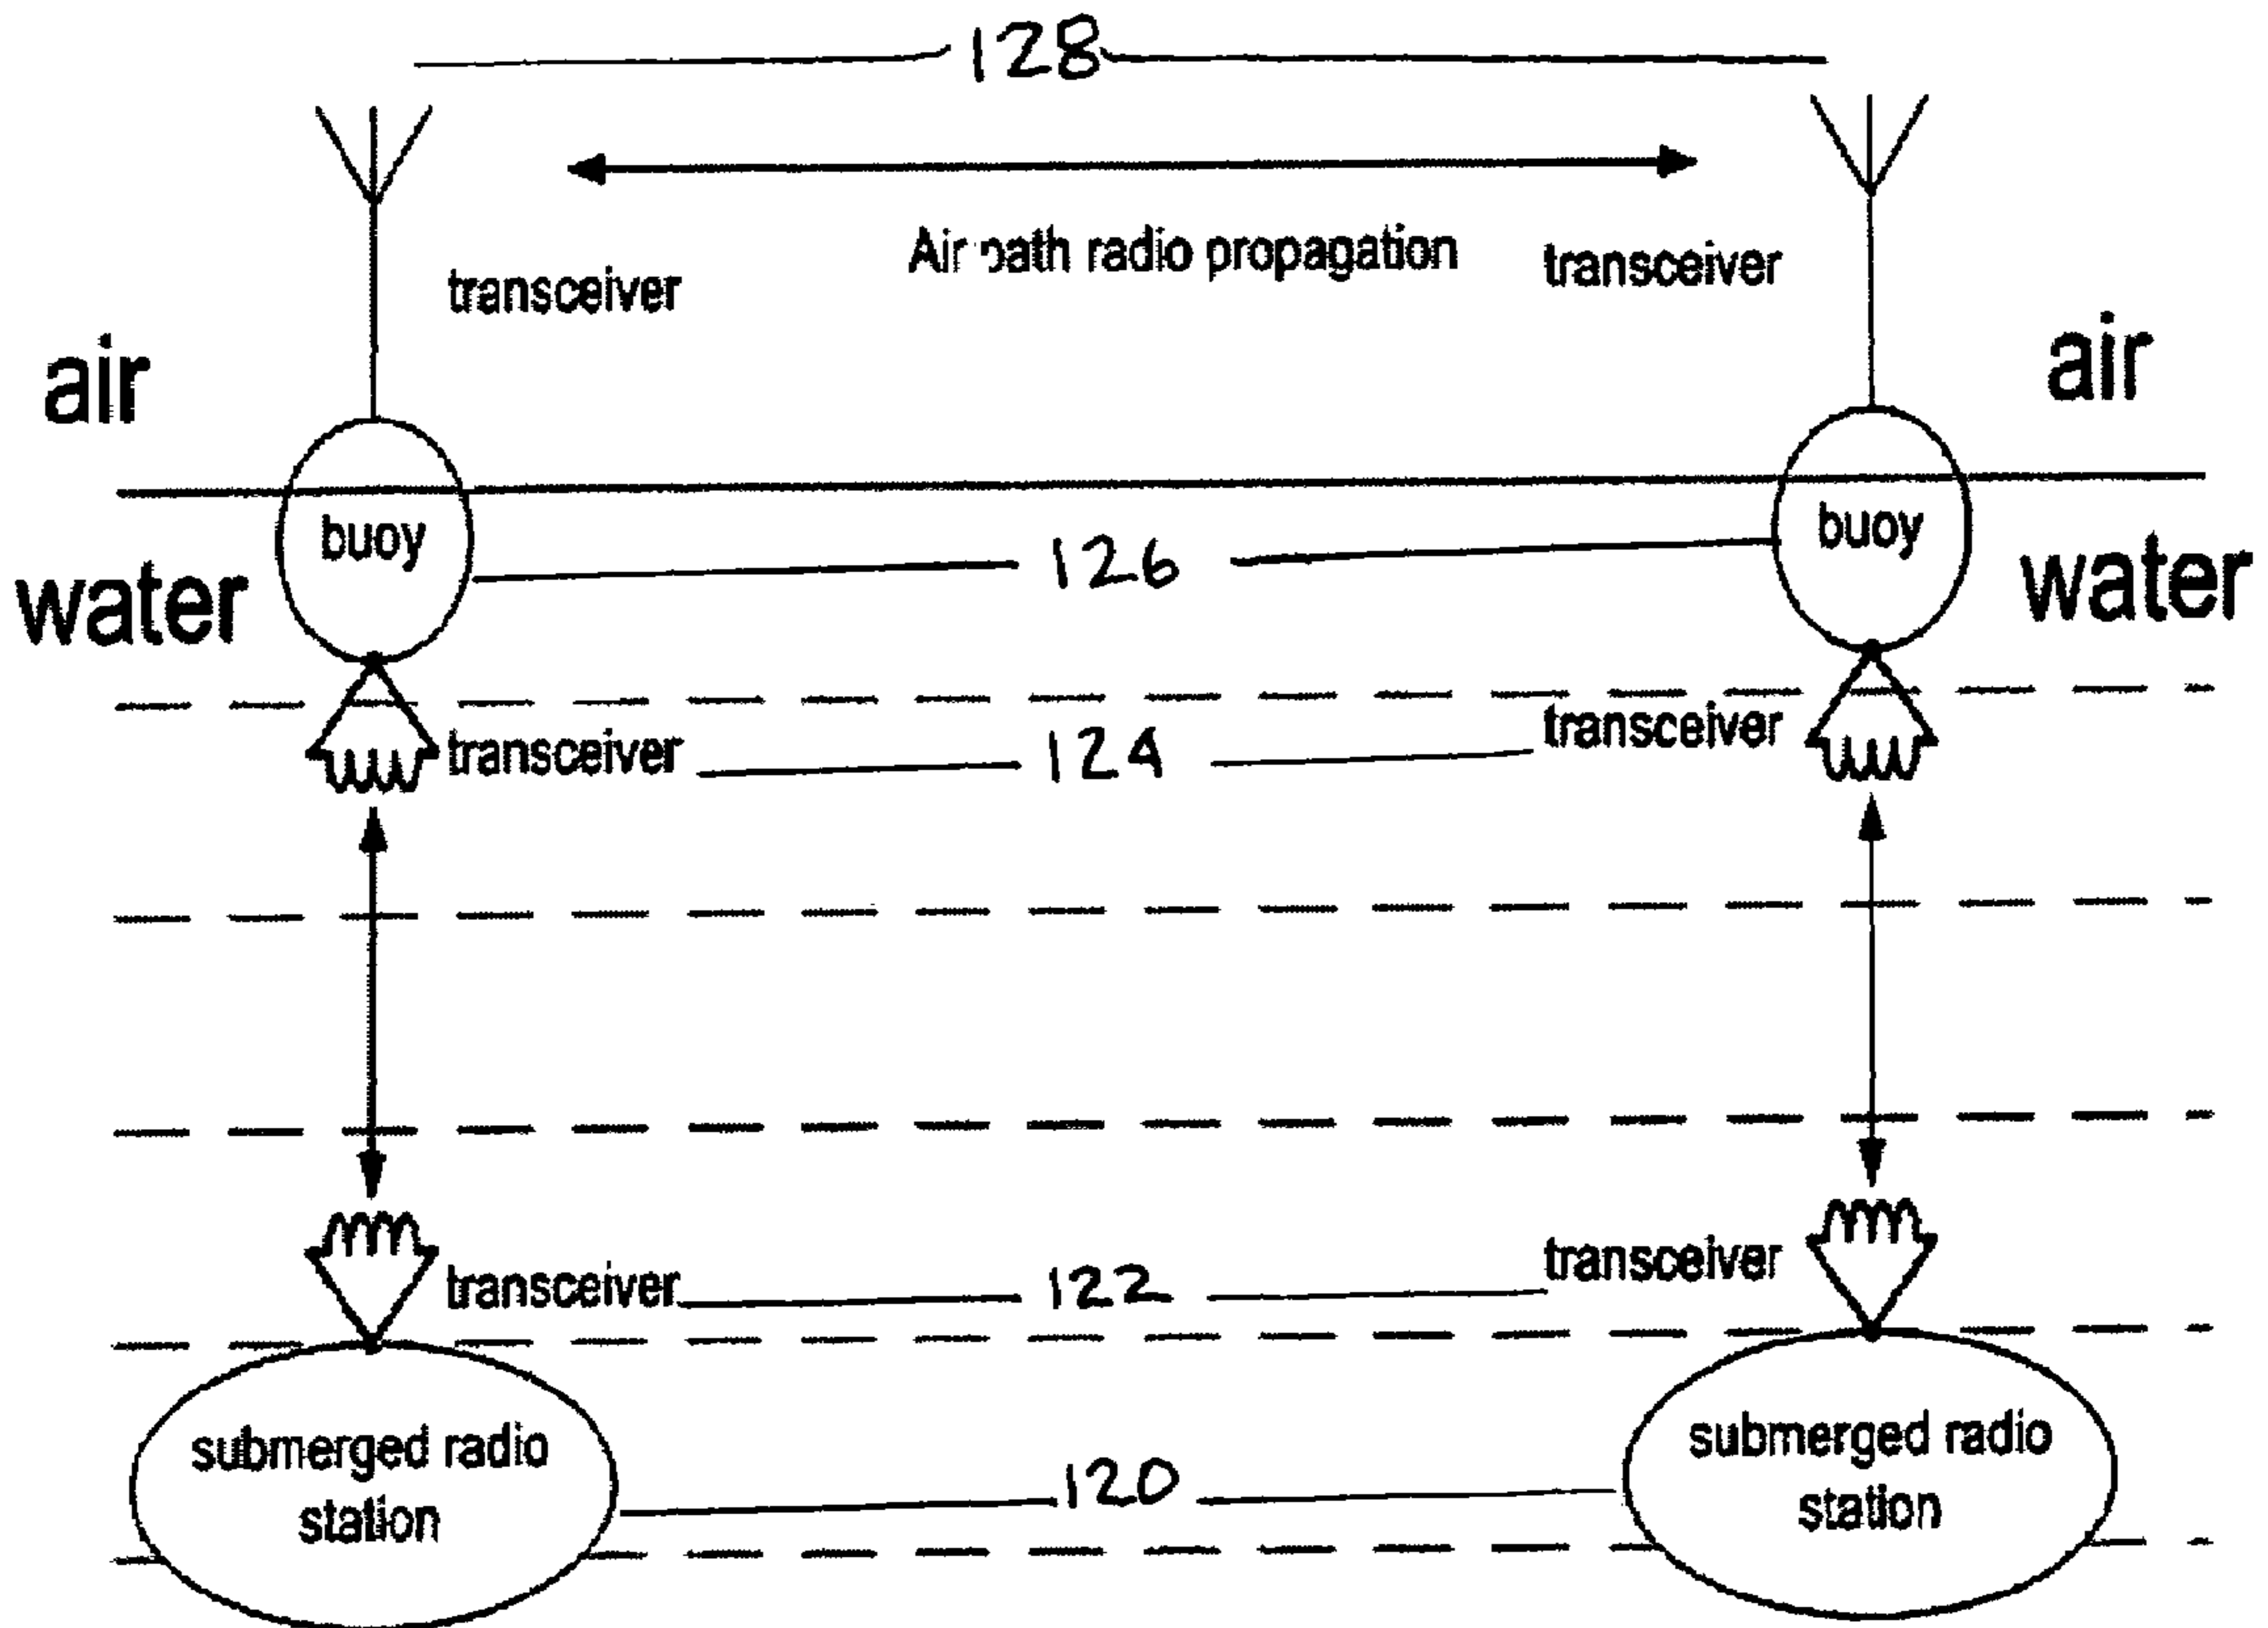 128
Air path radio propagation
transceiver
transceiver
air
air
buoy
buoy
126
water
water
transceiver
124
transceiver
transceiver
122
transceiver
submerged radio
station
120
submerged radio
station